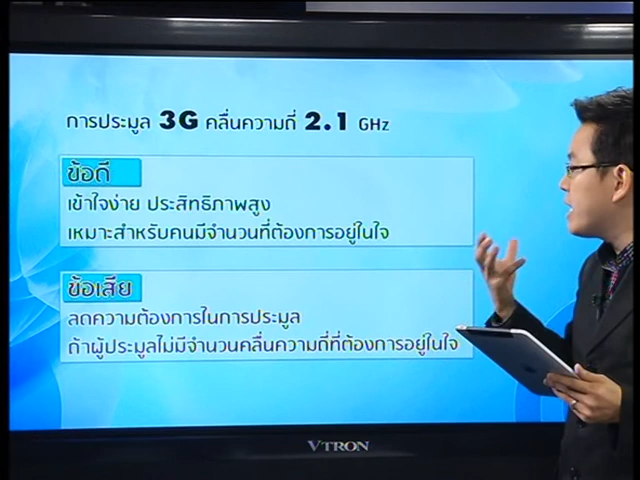 การประมูล 3G คลื่นความถี่ 2.1 GHz
ข้อดี
เข้าใจง่าย ประสิทธิภาพสูง
เหมาะสำหรับคนมีจำนวนที่ต้องการอยู่ในใจ
ข้อเสีย
ลดความต้องการในการประมูล
ถ้าผู้ประมูลไม่มีจำนวนคลื่นความถี่ที่ต้องการอยู่ในใจ
VTRON